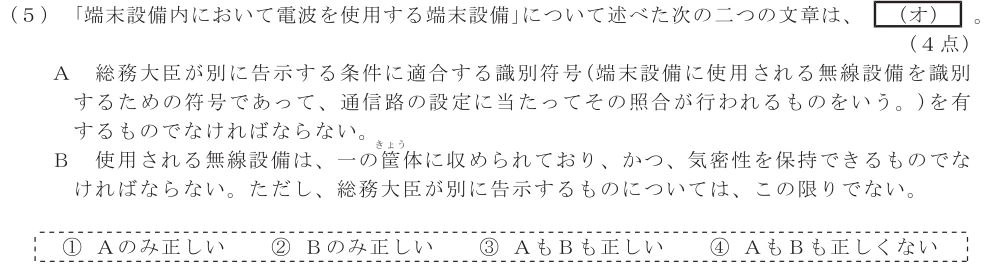 (5) 「端末設備内において電波を使用する端末設備」について述べた次の二つの文章は、 (オ) 。
(4点)
A 総務大臣が別に告示する条件に適合する識別符号(端末設備に使用される無線設備を識別
するための符号であって、通信路の設定に当たってその照合が行われるものをいう。)を有
するものでなければならない。
きょう
B 使用される無線設備は、一の筐体に収められており、かつ、気密性を保持できるものでな
ければならない。ただし、総務大臣が別に告示するものについては、この限りでない。
① Aのみ正しい ② Bのみ正しい ③ AもBも正しい ④ AもBも正しくない